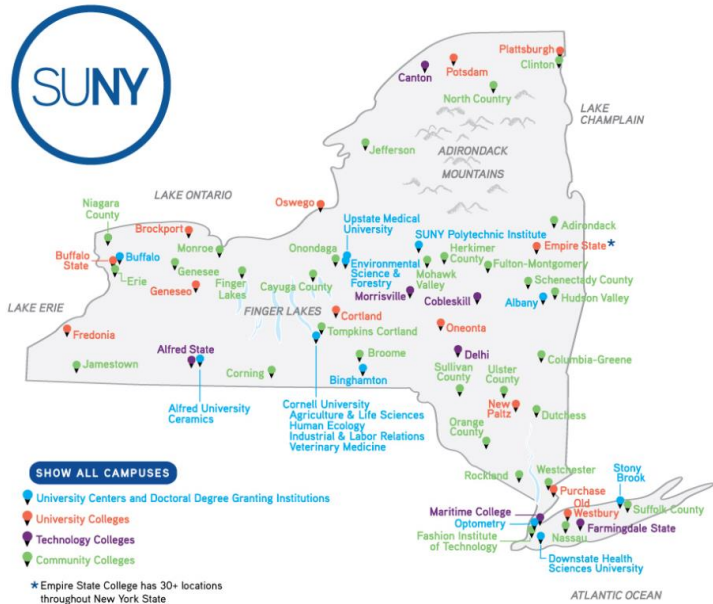 SUNY
Plattsburgh
Clinton
Canton
Potsdam
North Country
LAKE
CHAMPLAIN
Jefferson
ADIRONDACK
MOUNTAINS
LAKE ONTARIO
Oswego
Niagara
County
Brockport
Upstate Medical
University
SUNY Polytechnic Institute
Adirondack
Buffalo
State
Buffalo
Monroe
Onondaga
Herkimer
County
Empire State*
Erie
Genesee
Environmental
Science &
Forestry
Mohawk
Valley
Fulton-Montgomery
Geneseo
Finger
Lakes
Cayuga County
Morrisville
Cobleskill
Schenectady County
Albany
Hudson Valley
LAKE ERIE
FINGER LAKES
Cortland
Oneonta
Fredonia
Tompkins Cortland
Alfred State
Broome
Delhi
Columbia-Greene
Jamestown
Corning
Binghamton
Sullivan
County
Ulster
County
Alfred University
Ceramics
Cornell University
Agriculture & Life Sciences
Human Ecology
Industrial & Labor Relations
Veterinary Medicine
New
Paltz
Dutchess
Orange
County
SHOW ALL CAMPUSES
Rockland
Westchester
Stony
Brook
University Centers and Doctoral Degree Granting Institutions
Purchase
Old
Westbury
Suffolk County
University Colleges
Maritime College
Optometry
Farmingdale State
Technology Colleges
Fashion Institute
of Technology
Nassau
Community Colleges
Downstate Health
Sciences University
* Empire State College has 30+ locations
throughout New York State
ATLANTIC OCEAN